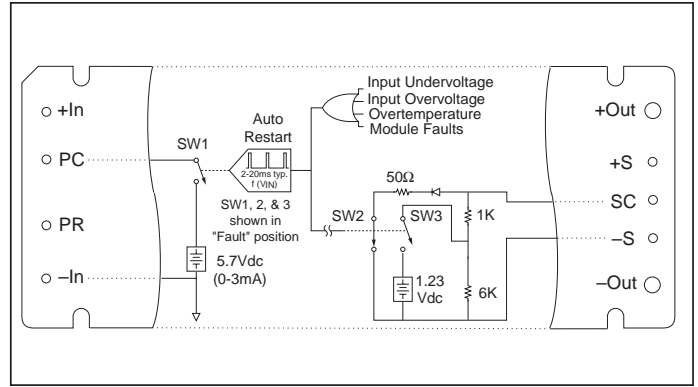 +In
PC
PR
–In
SW1
Auto
Restart
2-20ms typ.
f (VIN)
SW1, 2, & 3
shown in
"Fault" position
5.7Vdc
(0-3mA)
Input Undervoltage
Input Overvoltage
Overtemperature
Module Faults
50Ω
SW2
SW3
1K
1.23
Vdc
6K
+Out
+S
SC
–S
–Out